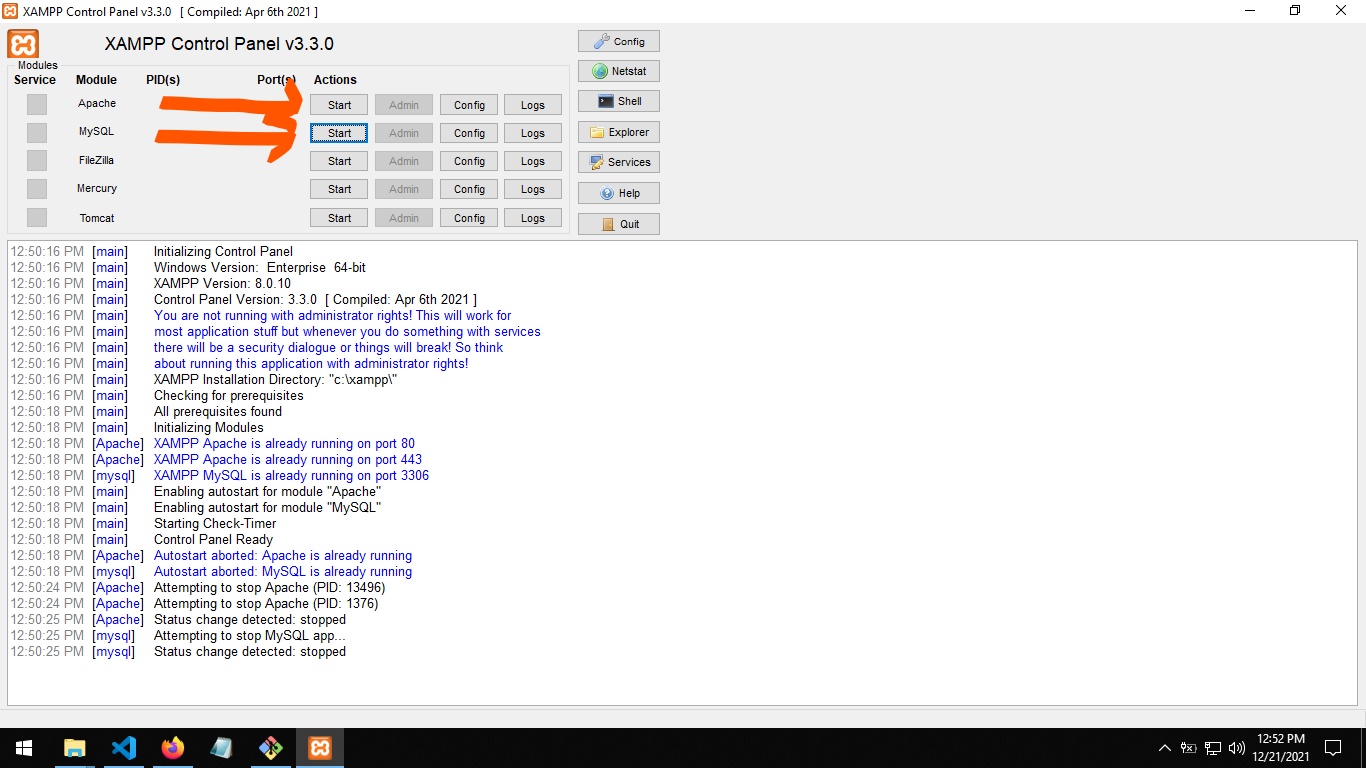 XAMPP Control Panel v3.3.0   [ Compiled: Apr 6th 2021 ]
XAMPP Control Panel v3.3.0
Config
Modules
Service Module PID(s) Port(s) Actions
Netstat
Apache Start Admin Config Logs
Shell
MySQL Start Admin Config Logs
Explorer
FileZilla Start Admin Config Logs
Services
Mercury Start Admin Config Logs
Help
Tomcat Start Admin Config Logs
Quit
12:50:16 PM [main] Initializing Control Panel
12:50:16 PM [main] Windows Version:  Enterprise  64-bit
12:50:16 PM [main] XAMPP Version: 8.0.10
12:50:16 PM [main] Control Panel Version: 3.3.0  [ Compiled: Apr 6th 2021 ]
12:50:16 PM [main] You are not running with administrator rights! This will work for
12:50:16 PM [main] most application stuff but whenever you do something with services
12:50:16 PM [main] there will be a security dialogue or things will break! So think
12:50:16 PM [main] about running this application with administrator rights!
12:50:16 PM [main] XAMPP Installation Directory: "c:\xampp\"
12:50:16 PM [main] Checking for prerequisites
12:50:18 PM [main] All prerequisites found
12:50:18 PM [main] Initializing Modules
12:50:18 PM [Apache] XAMPP Apache is already running on port 80
12:50:18 PM [Apache] XAMPP Apache is already running on port 443
12:50:18 PM [mysql] XAMPP MySQL is already running on port 3306
12:50:18 PM [main] Enabling autostart for module "Apache"
12:50:18 PM [main] Enabling autostart for module "MySQL"
12:50:18 PM [main] Starting Check-Timer
12:50:18 PM [main] Control Panel Ready
12:50:18 PM [Apache] Autostart aborted: Apache is already running
12:50:18 PM [mysql] Autostart aborted: MySQL is already running
12:50:24 PM [Apache] Attempting to stop Apache (PID: 13496)
12:50:24 PM [Apache] Attempting to stop Apache (PID: 1376)
12:50:25 PM [Apache] Status change detected: stopped
12:50:25 PM [mysql] Attempting to stop MySQL app...
12:50:25 PM [mysql] Status change detected: stopped
12:52 PM
12/21/2021